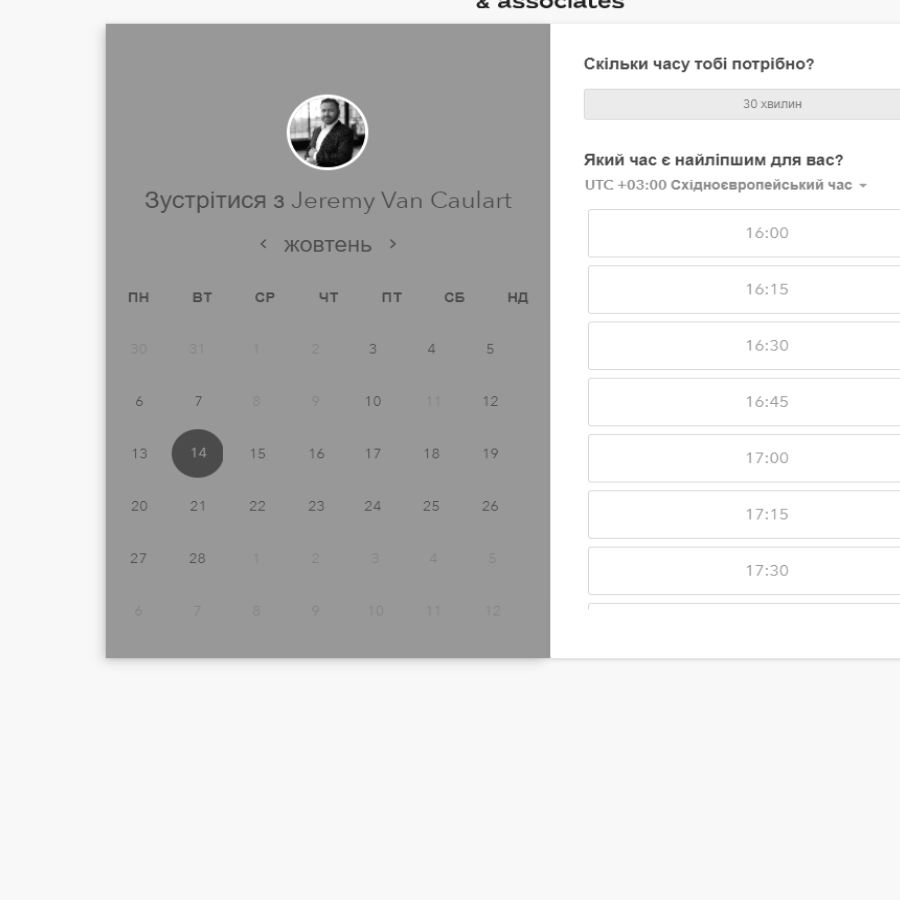 & associates
Зустрітися з Jeremy Van Caulart
жовтень
ПН ВТ СР ЧТ ПТ СБ НД
30 31 1 2 3 4 5
6 7 8 9 10 11 12
13 14 15 16 17 18 19
20 21 22 23 24 25 26
27 28 1 2 3 4 5
6 7 8 9 10 11 12
Скільки часу тобі потрібно?
30 хвилин
Який час є найліпшим для вас?
UTC +03:00 Східноєвропейський час
16:00
16:15
16:30
16:45
17:00
17:15
17:30